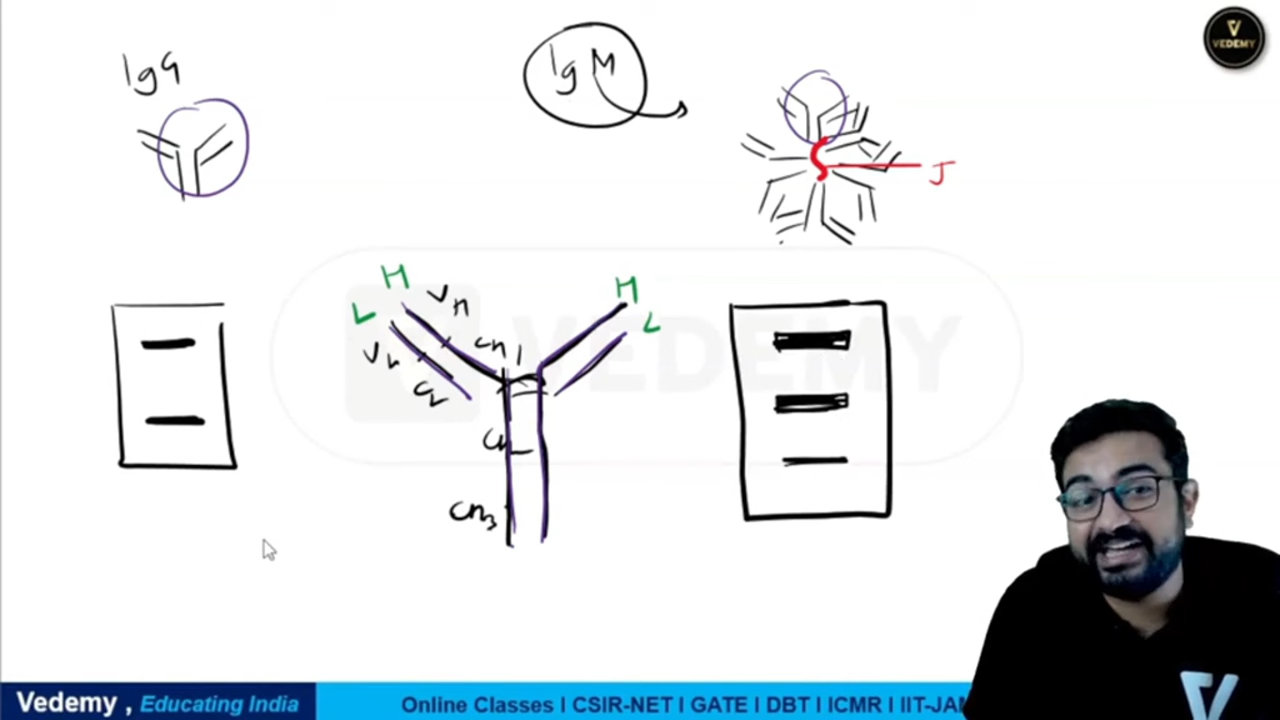 IgG
IgM
VEDEMY
J
H
L
VH
CH1
VL
CL
H
L
CH2
CH3
VEDEMY
Vedemy , Educating India
Online Classes I CSIR-NET I GATE I DBT I ICMR I IIT-JAM